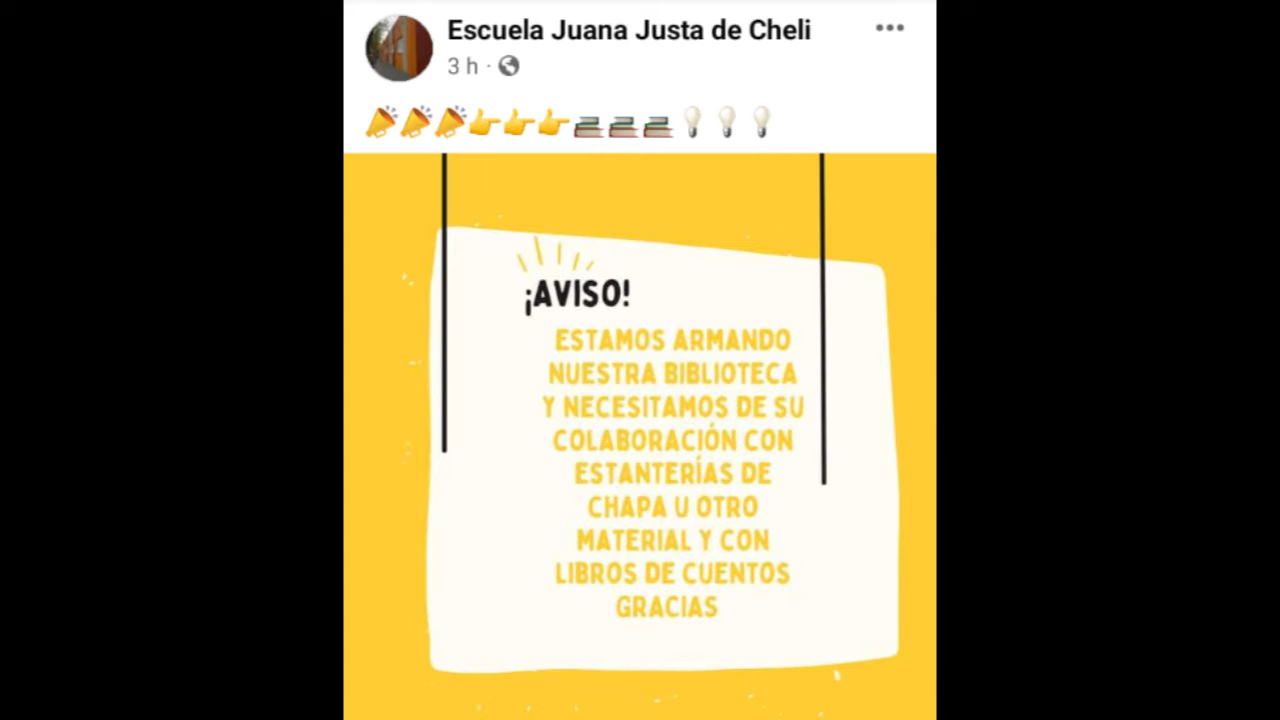 Escuela Juana Justa de Cheli
3 h ·
¡AVISO!
ESTAMOS ARMANDO
NUESTRA BIBLIOTECA
Y NECESITAMOS DE SU
COLABORACIÓN CON
ESTANTERÍAS DE
CHAPA U OTRO
MATERIAL Y CON
LIBROS DE CUENTOS
GRACIAS